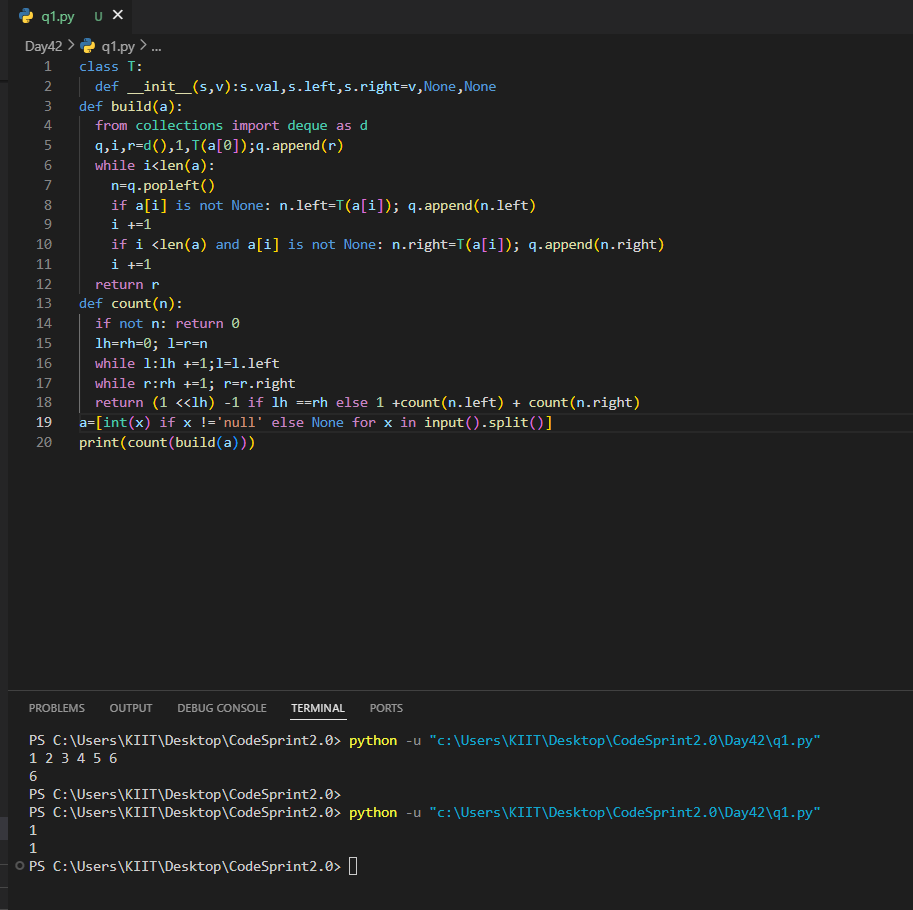 q1.py U
Day42 > q1.py > ...
1 class T:
2 def __init__(s,v):s.val,s.left,s.right=v,None,None
3 def build(a):
4 from collections import deque as d
5 q,i,r=d(),1,T(a[0]);q.append(r)
6 while i<len(a):
7 n=q.popleft()
8 if a[i] is not None: n.left=T(a[i]); q.append(n.left)
9 i +=1
10 if i <len(a) and a[i] is not None: n.right=T(a[i]); q.append(n.right)
11 i +=1
12 return r
13 def count(n):
14 if not n: return 0
15 lh=rh=0; l=r=n
16 while l:lh +=1;l=l.left
17 while r:rh +=1; r=r.right
18 return (1 <<lh) -1 if lh ==rh else 1 +count(n.left) + count(n.right)
19 a=[int(x) if x !='null' else None for x in input().split()]
20 print(count(build(a)))
PROBLEMS OUTPUT DEBUG CONSOLE TERMINAL PORTS
PS C:\Users\KIIT\Desktop\CodeSprint2.0> python -u "c:\Users\KIIT\Desktop\CodeSprint2.0\Day42\q1.py"
1 2 3 4 5 6
6
PS C:\Users\KIIT\Desktop\CodeSprint2.0>
PS C:\Users\KIIT\Desktop\CodeSprint2.0> python -u "c:\Users\KIIT\Desktop\CodeSprint2.0\Day42\q1.py"
1
1
PS C:\Users\KIIT\Desktop\CodeSprint2.0>